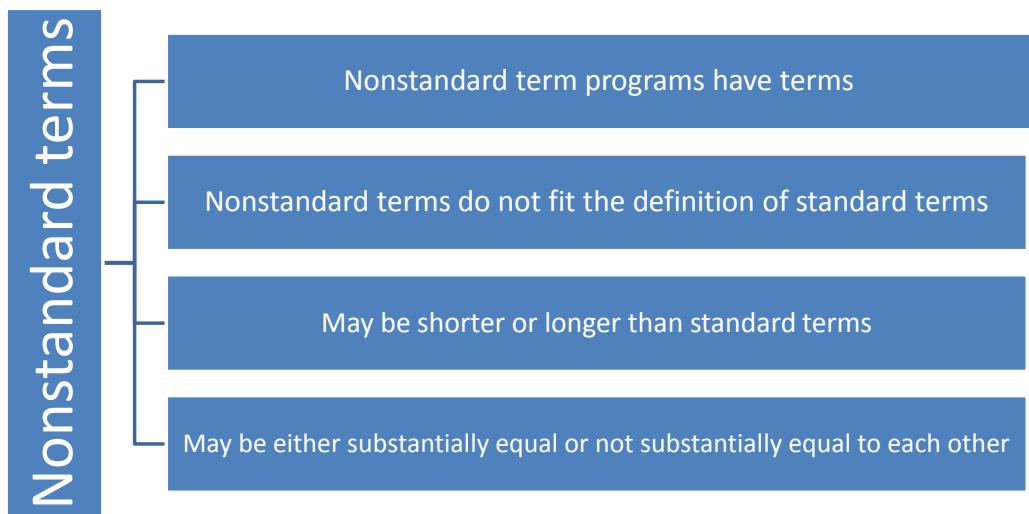 Nonstandard terms
Nonstandard term programs have terms
Nonstandard terms do not fit the definition of standard terms
May be shorter or longer than standard terms
May be either substantially equal or not substantially equal to each other